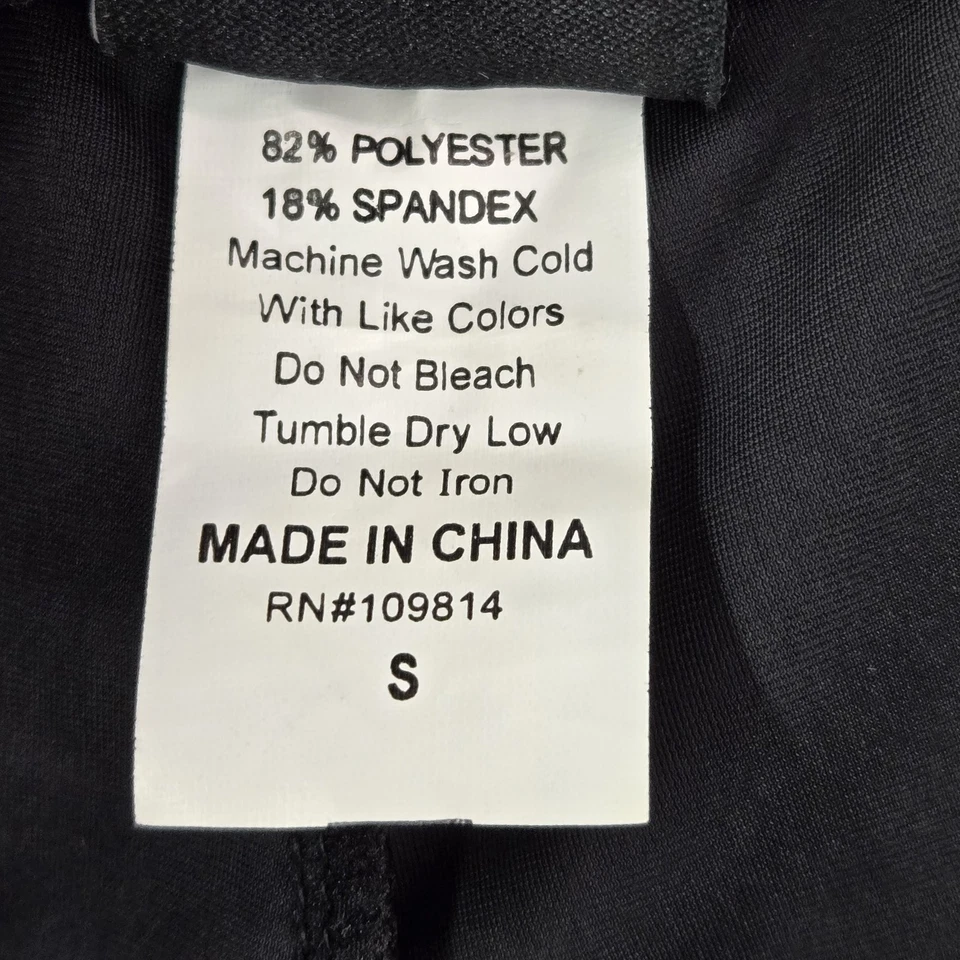 82% POLYESTER
18% SPANDEX
Machine Wash Cold
With Like Colors
Do Not Bleach
Tumble Dry Low
Do Not Iron
MADE IN CHINA
RN#109814
S